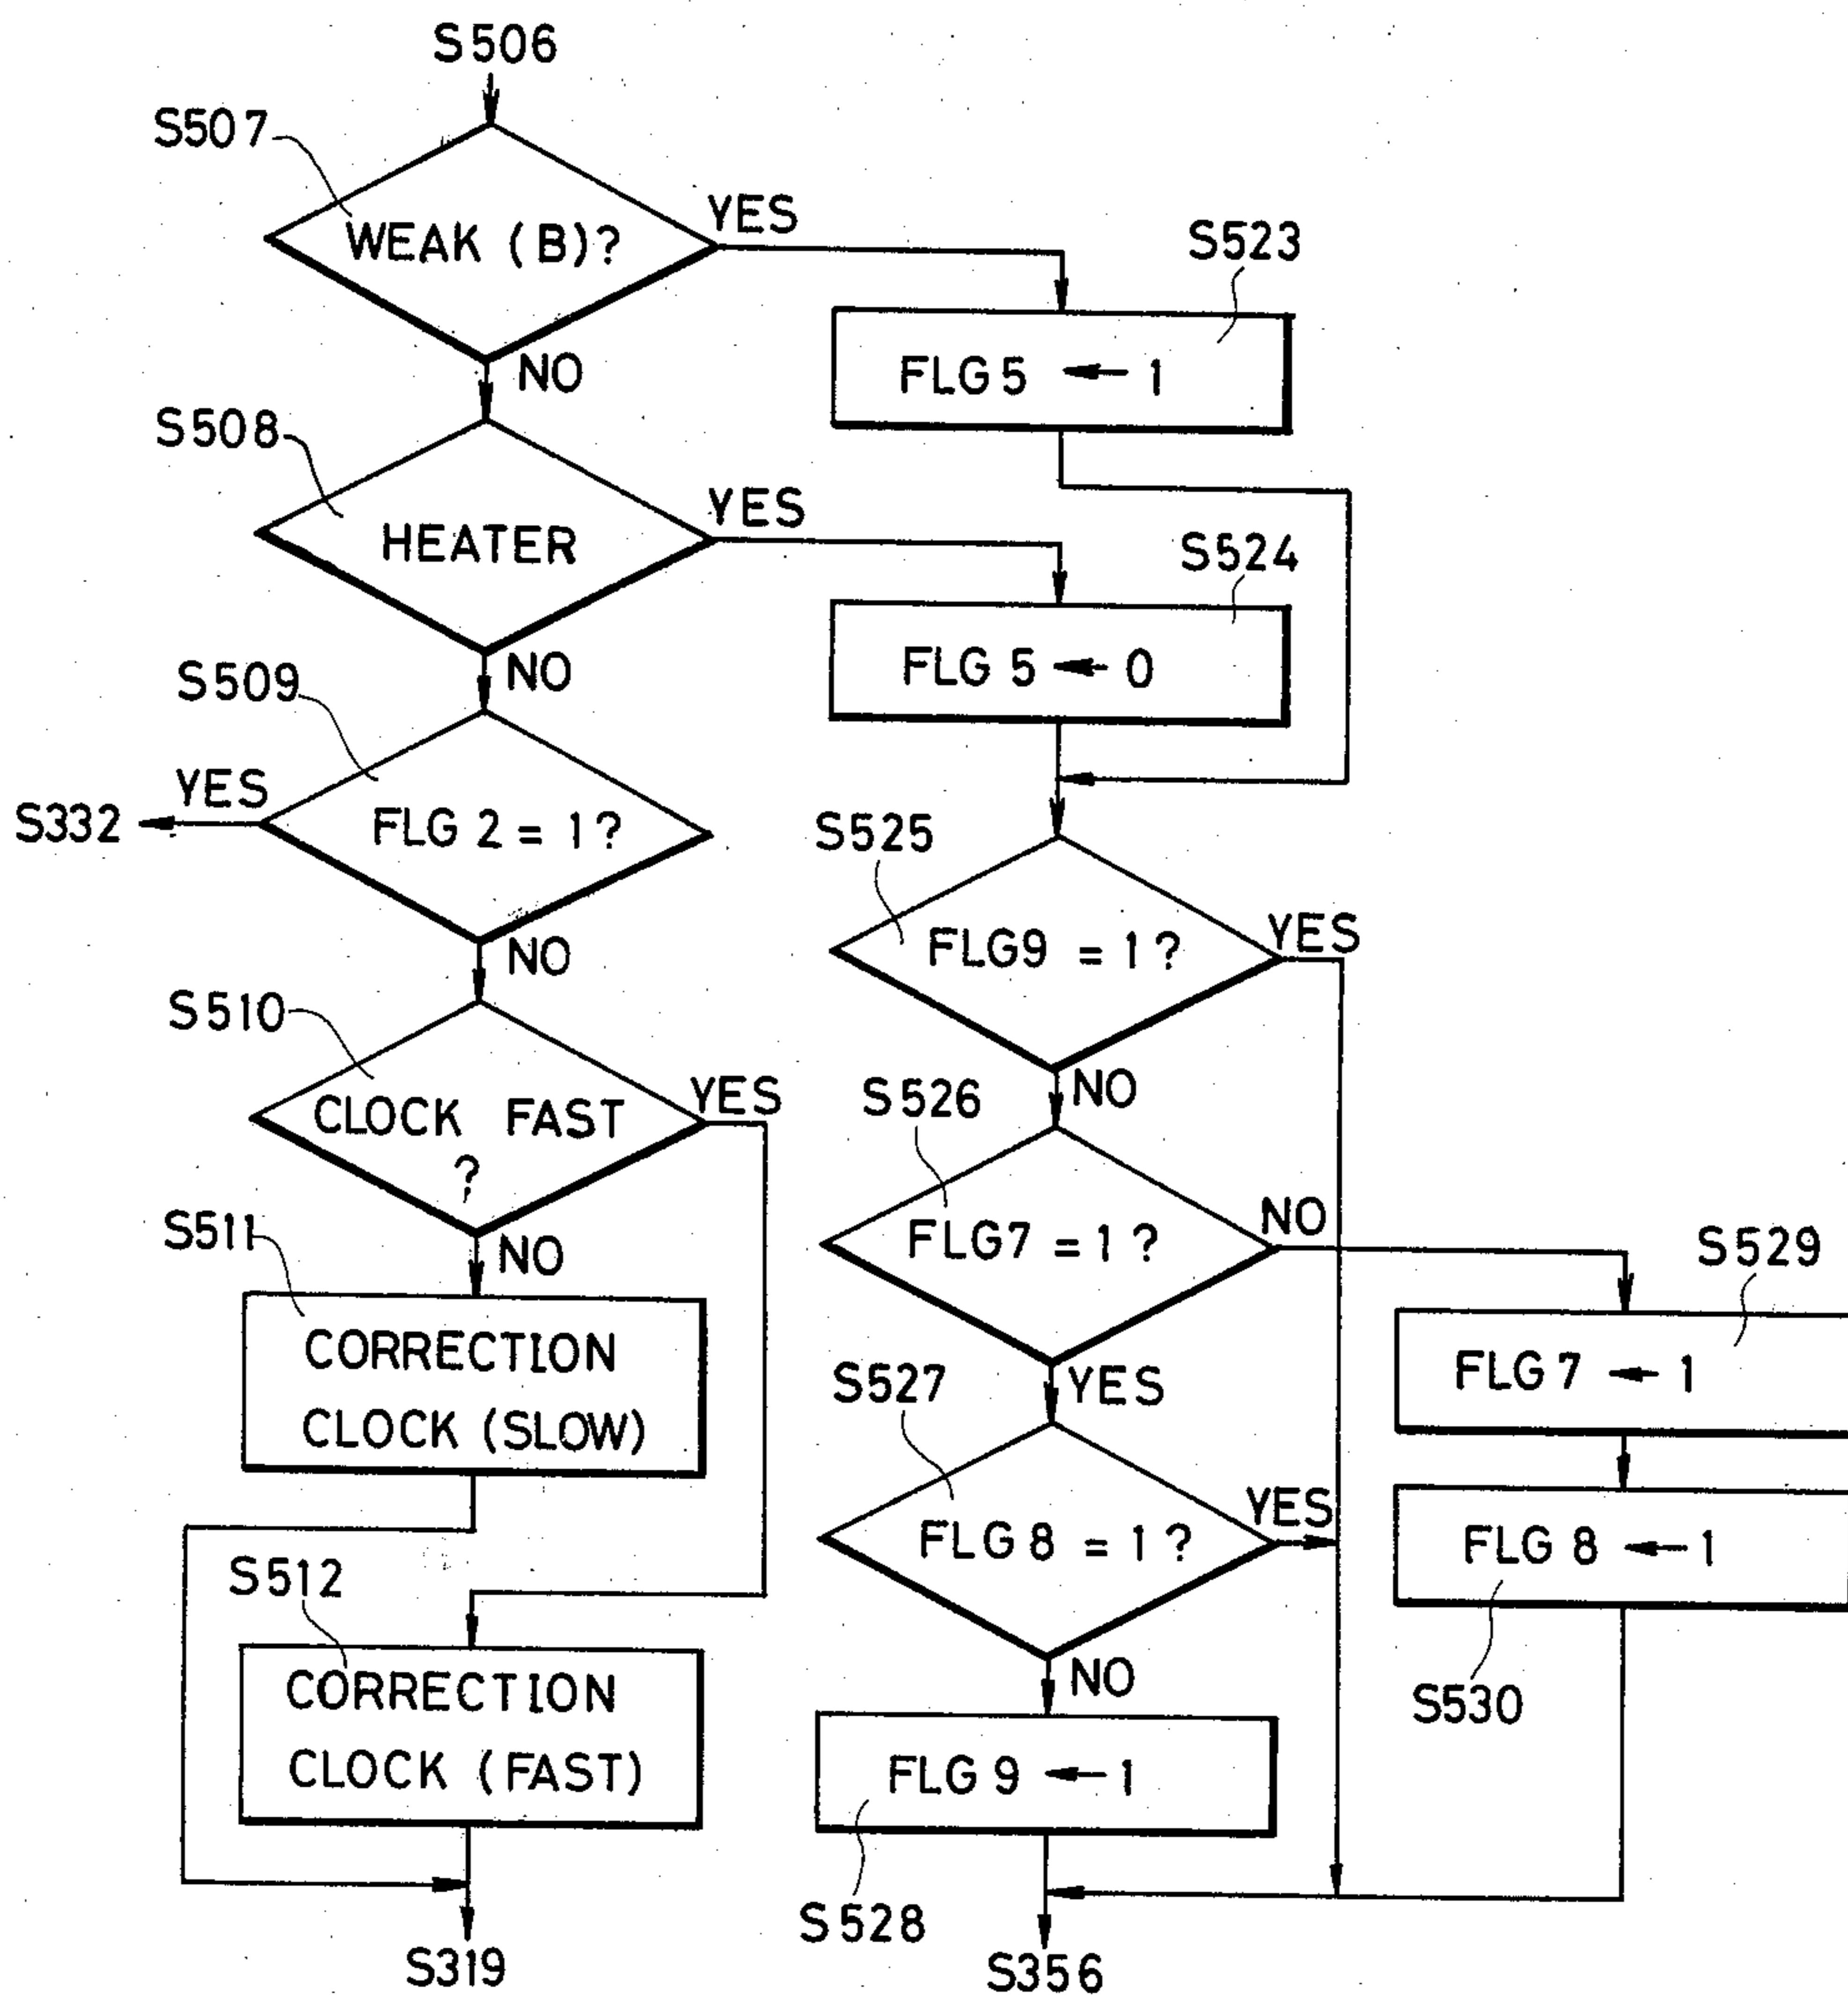 S506
S507
WEAK (B)?
YES
NO
S523
FLG 5 ← 1
S508
HEATER
YES
NO
S524
FLG 5 ← 0
S509
FLG 2 = 1 ?
YES
S332
NO
S510
CLOCK FAST
?
YES
NO
S511
CORRECTION
CLOCK (SLOW)
S512
CORRECTION
CLOCK (FAST)
S319
S525
FLG9 = 1 ?
YES
NO
S526
FLG7 = 1 ?
NO
YES
S529
FLG 7 ← 1
S527
FLG 8 = 1 ?
YES
NO
FLG 8 ← 1
S530
FLG 9 ← 1
S528
S356